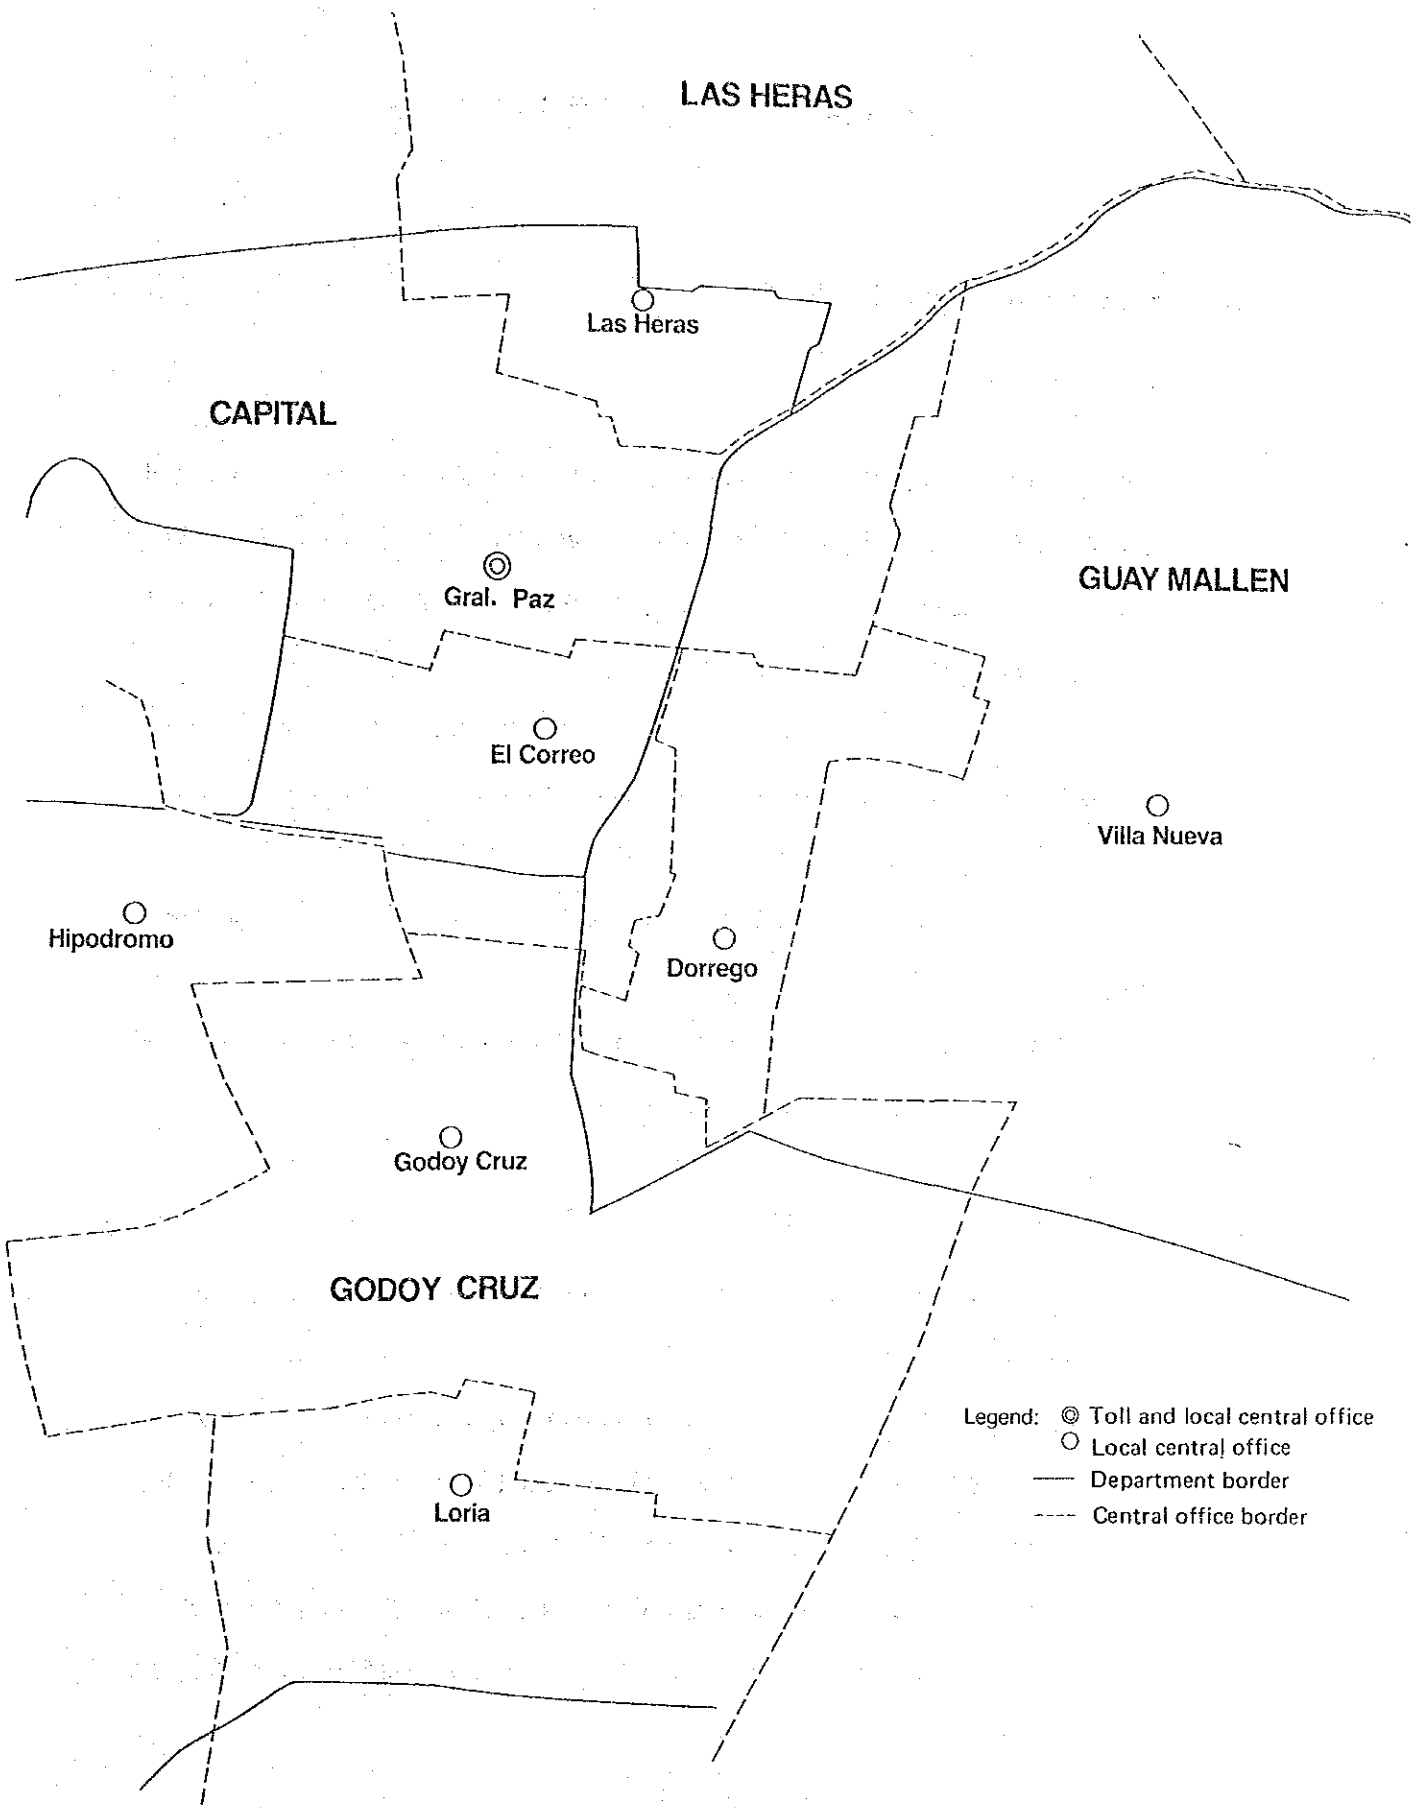 LAS HERAS
Las Heras
CAPITAL
Gral. Paz
GUAY MALLEN
El Correo
Villa Nueva
Hipodromo
Dorrego
Godoy Cruz
GODOY CRUZ
Loria
Legend: ◎ Toll and local central office
○ Local central office
—— Department border
---- Central office border